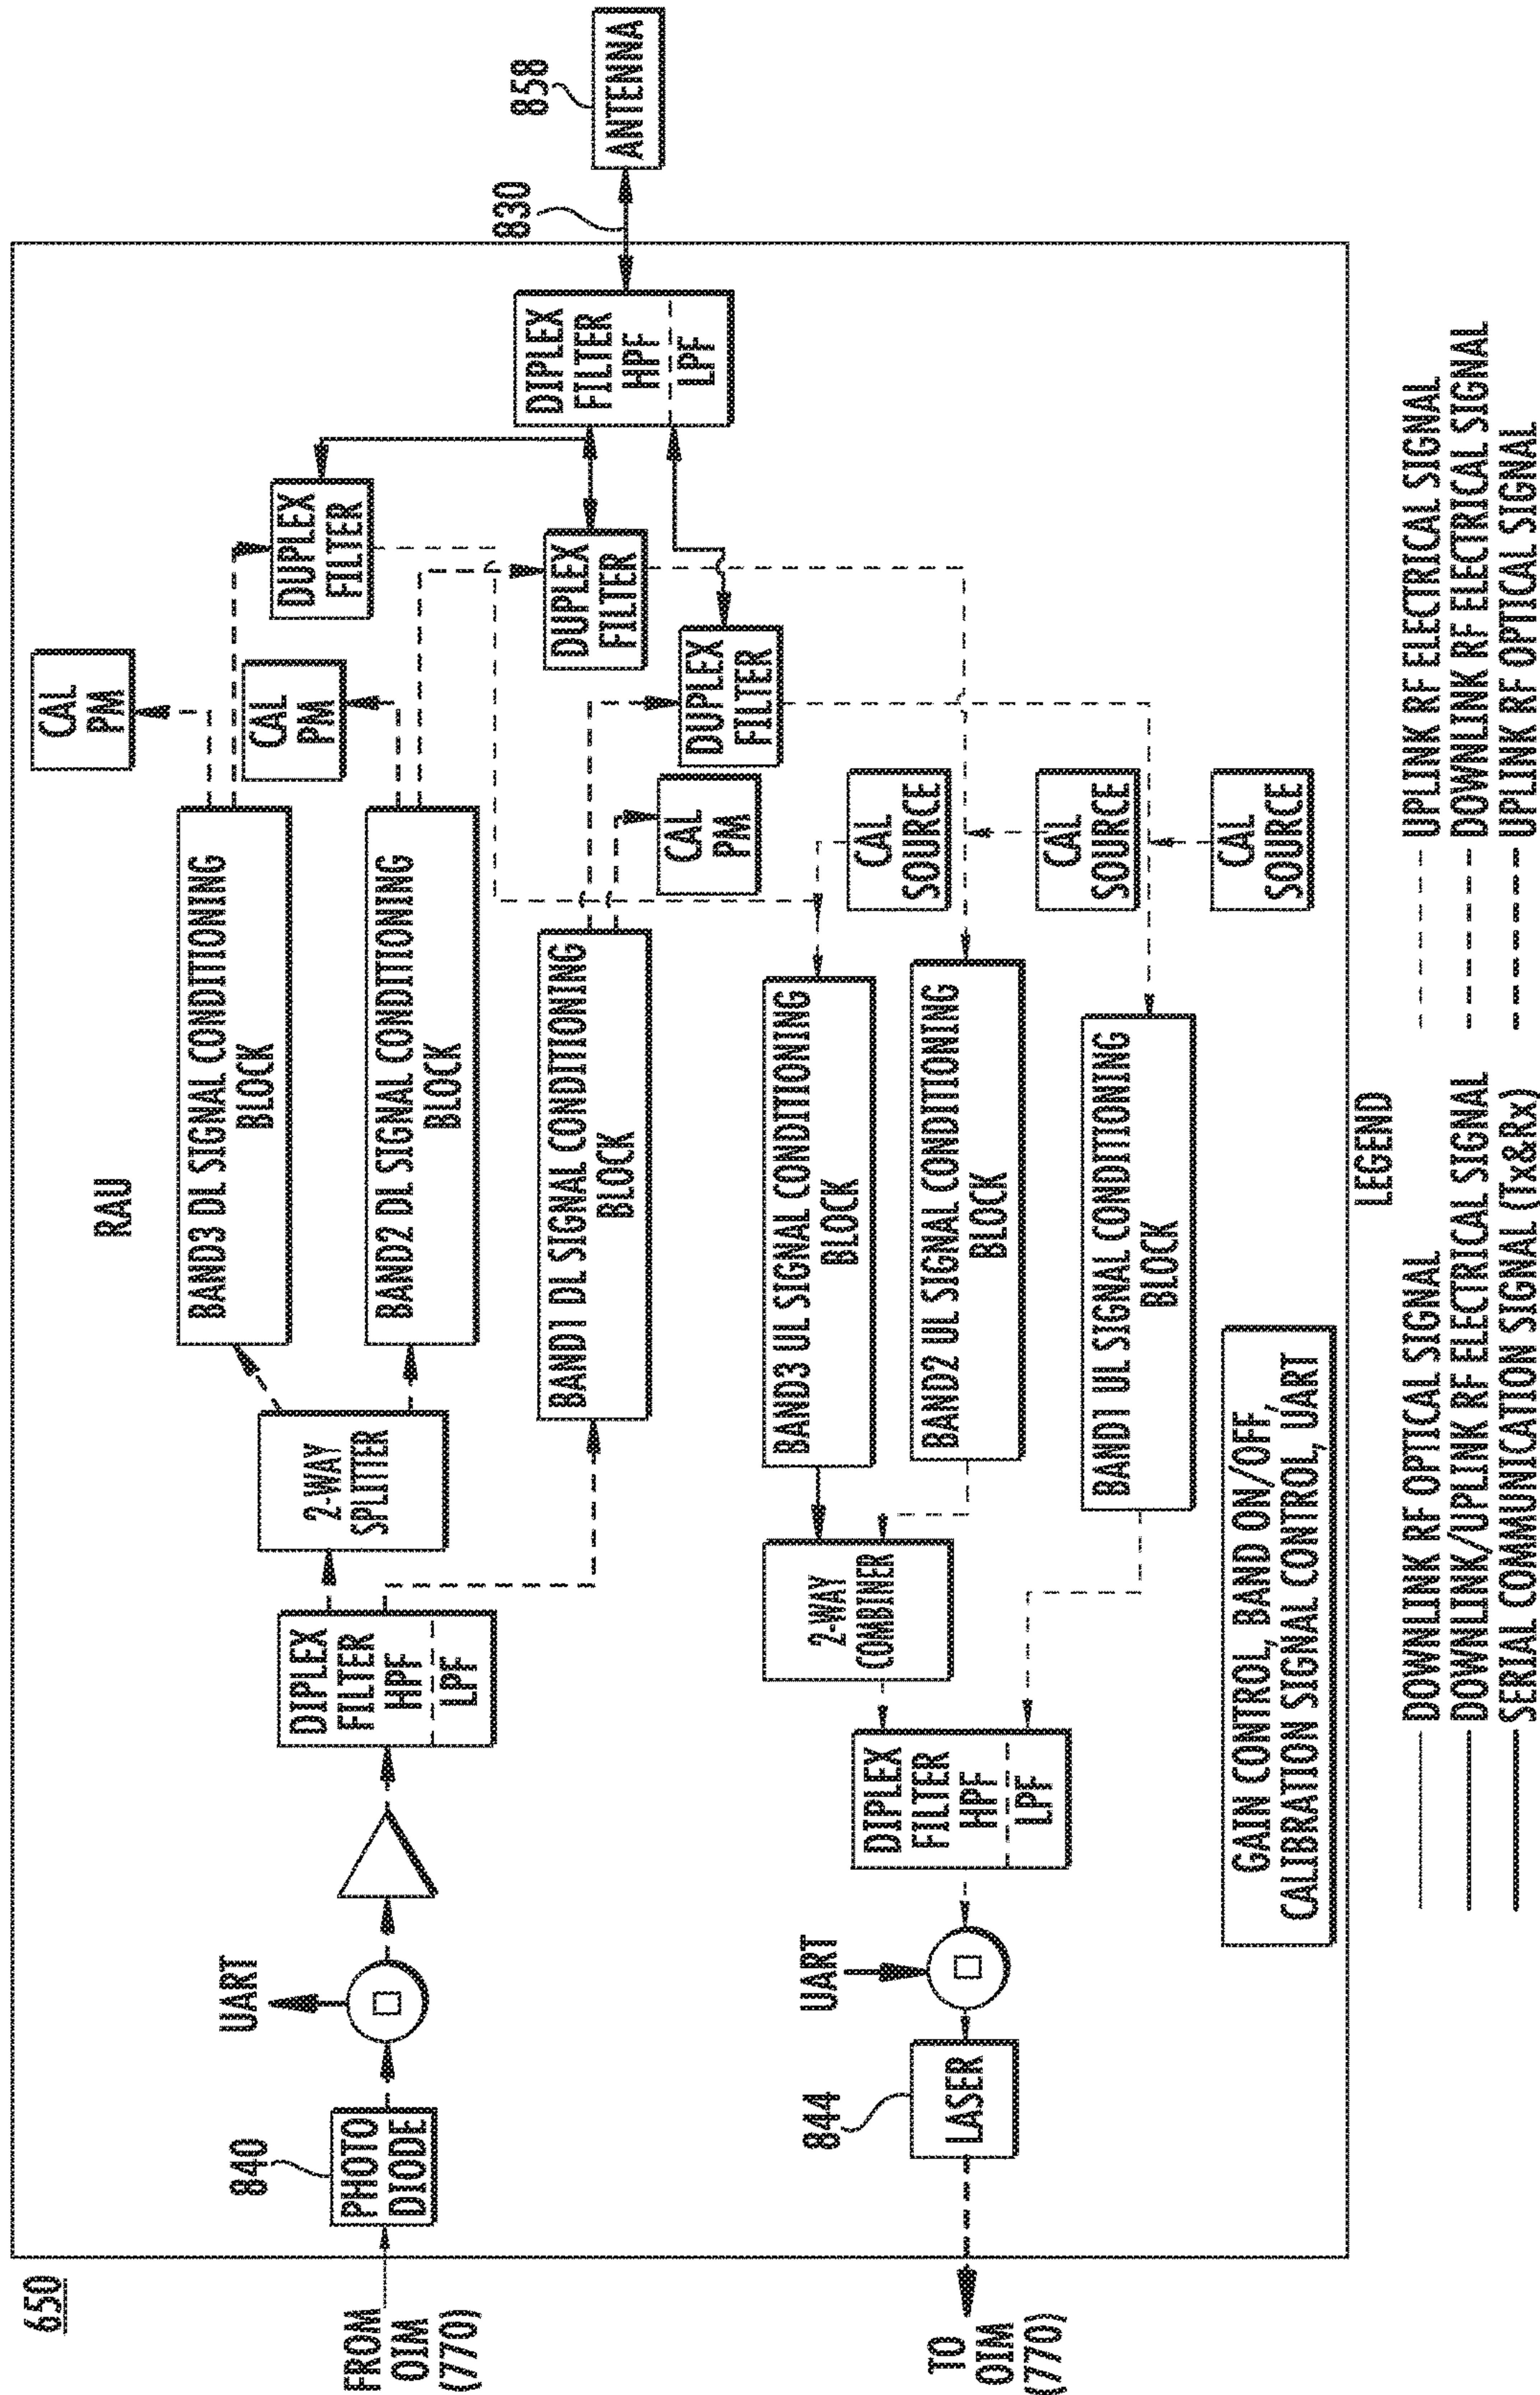 650
RAU
FROM
OIM
(770)
840
PHOTO
DIODE
UART
DIPLEX
FILTER
HPF
LPF
2-WAY
SPLITTER
BAND3 DL SIGNAL CONDITIONING
BLOCK
BAND2 DL SIGNAL CONDITIONING
BLOCK
BAND1 DL SIGNAL CONDITIONING
BLOCK
CAL
PM
CAL
PM
CAL
PM
DUPLEX
FILTER
DUPLEX
FILTER
DUPLEX
FILTER
DIPLEX
FILTER
HPF
LPF
830
858
ANTENNA
TO
OIM
(770)
844
LASER
UART
DIPLEX
FILTER
HPF
LPF
2-WAY
COMBINER
BAND3 UL SIGNAL CONDITIONING
BLOCK
BAND2 UL SIGNAL CONDITIONING
BLOCK
BAND1 UL SIGNAL CONDITIONING
BLOCK
CAL
SOURCE
CAL
SOURCE
CAL
SOURCE
GAIN CONTROL, BAND ON/OFF,
CALIBRATION SIGNAL CONTROL, UART
LEGEND
DOWNLINK RF OPTICAL SIGNAL
DOWNLINK/UPLINK RF ELECTRICAL SIGNAL
SERIAL COMMUNICATION SIGNAL (Tx&Rx)
UPLINK RF ELECTRICAL SIGNAL
DOWNLINK RF ELECTRICAL SIGNAL
UPLINK RF OPTICAL SIGNAL